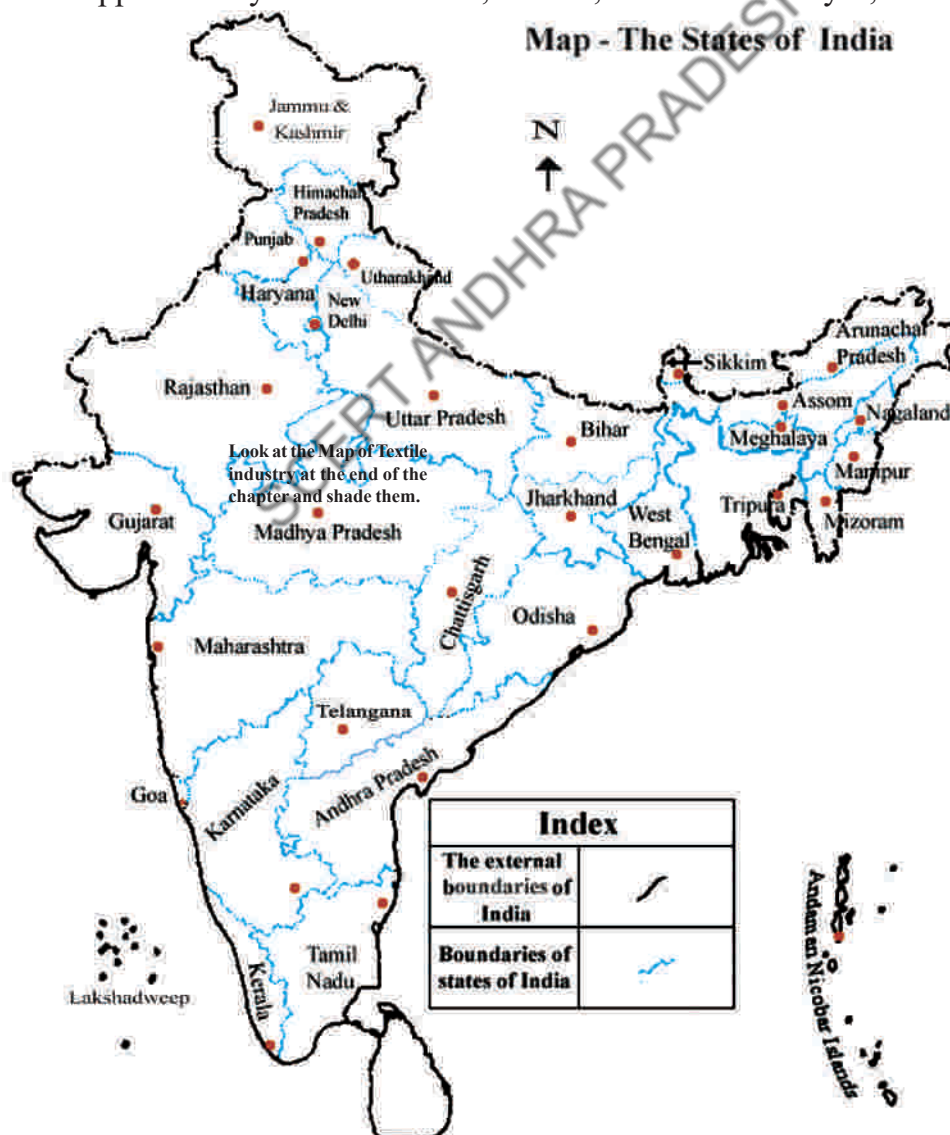 Map - The States of India
N
Jammu &
Kashmir
Himachal
Pradesh
Punjab
Utharakhand
Haryana
New
Delhi
Rajasthan
Uttar Pradesh
Sikkim
Arunachal
Pradesh
Assom
Nagaland
Meghalaya
Manipur
Bihar
Look at the Map of Textile
industry at the end of the
chapter and shade them.
Jharkhand
Tripura
Mizoram
West
Bengal
Gujarat
Madhya Pradesh
Chattisgarh
Odisha
Maharashtra
Telangana
Andhra Pradesh
Goa
Karnataka
Index
The external
boundaries of
India
Boundaries of
states of India
Tamil
Nadu
Kerala
Lakshadweep
Andaman Nicobar Islands
SCERT ANDHRA PRADESH